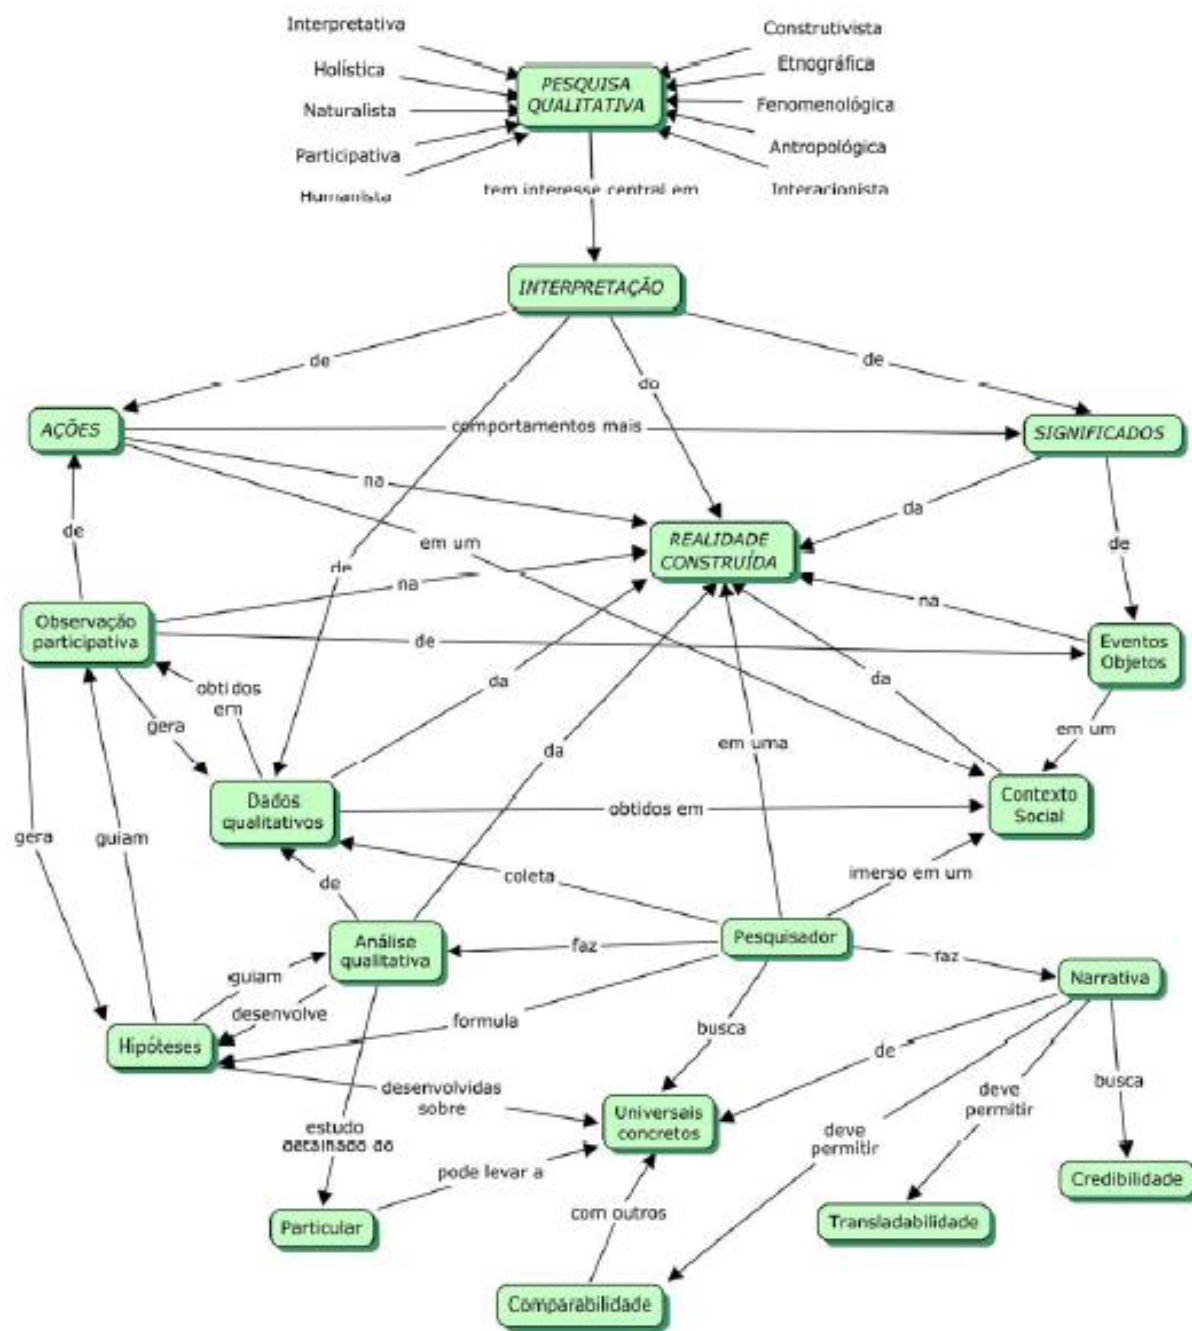 Interpretativa
Construtivista
Holística
Etnográfica
PESQUISA
QUALITATIVA
Naturalista
Fenomenológica
Participativa
Antropológica
Humanista
tem interesse central em
Interacionista
INTERPRETAÇÃO
de
de
do
AÇÕES
comportamentos mais
SIGNIFICADOS
na
da
de
em um
REALIDADE
CONSTRUÍDA
de
de
na
na
Observação
participativa
de
Eventos
Objetos
obtidos
em
da
da
gera
da
em uma
em um
Dados
qualitativos
obtidos em
Contexto
Social
gera
guiam
de
coleta
imerso em um
Análise
qualitativa
faz
Pesquisador
faz
Narrativa
guiam
desenvolve
formula
busca
Hipóteses
de
desenvolvidas
sobre
deve
permitir
busca
estudo
detalhado do
Universais
concretos
deve
permitir
pode levar a
Credibilidade
Particular
com outros
Transladabilidade
Comparabilidade